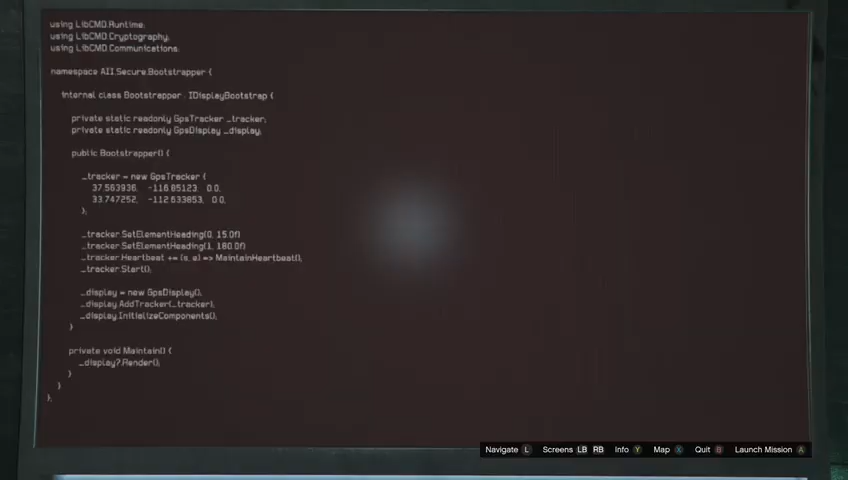 using LibCMD.Runtime;
using LibCMD.Cryptography;
using LibCMD.Communications;
namespace AII.Secure.Bootstrapper {
internal class Bootstrapper : IDisplayBootstrap {
private static readonly GpsTracker _tracker;
private static readonly GpsDisplay _display;
public Bootstrapper() {
_tracker = new GpsTracker {
37.563936, -116.85123, 0.0,
33.747252, -112.633853, 0.0,
};
_tracker.SetElementHeading(0, 15.0f)
_tracker.SetElementHeading(1, 180.0f)
_tracker.Heartbeat += (s, e) => MaintainHeartbeat();
_tracker.Start();
_display = new GpsDisplay();
_display.AddTracker(_tracker);
_display.InitializeComponents();
}
private void Maintain() {
_display?.Render();
}
}
};
Navigate L Screens LB RB Info Y Map X Quit B Launch Mission A